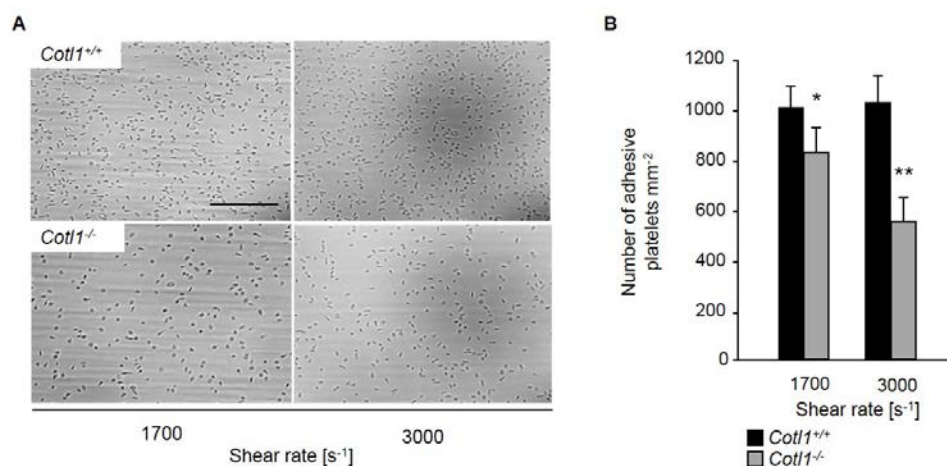 A
Cotl1+/+
Cotl1-/-
1700
3000
Shear rate [s-1]
B
Number of adhesive
platelets mm-2
1200
1000
800
600
400
200
0
*
**
1700
3000
Shear rate [s-1]
Cotl1+/+
Cotl1-/-